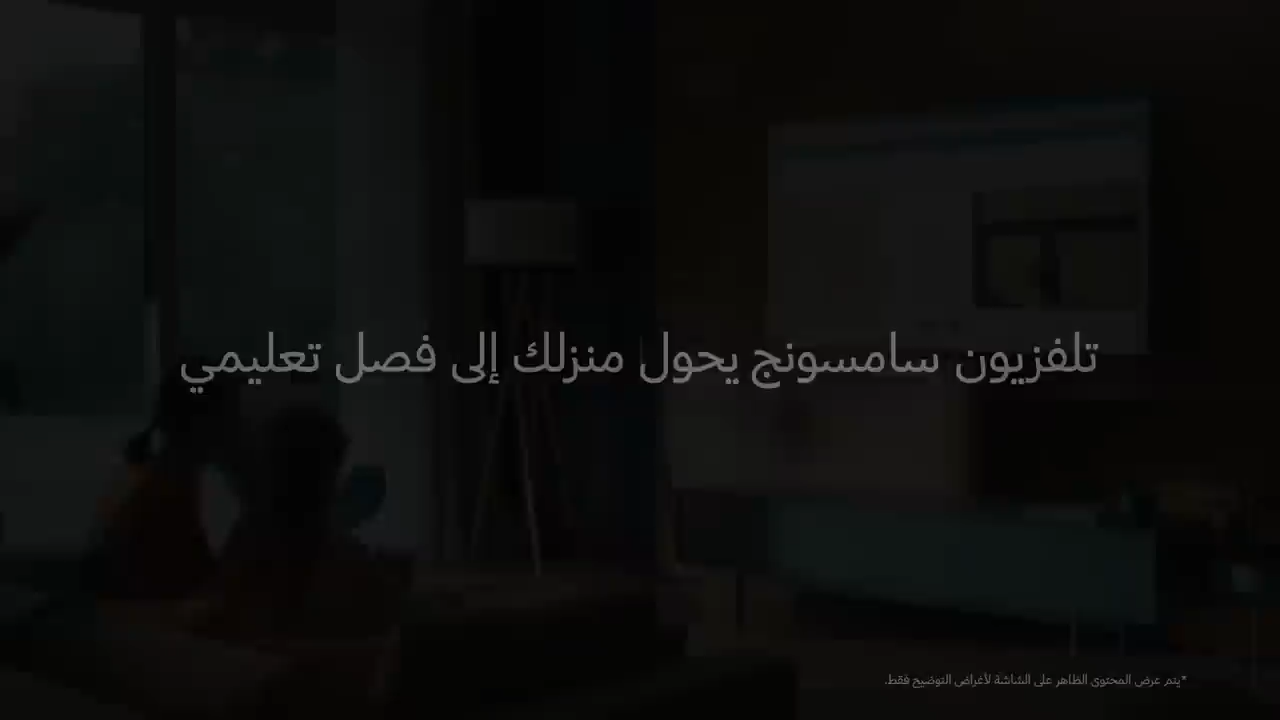 تلفزيون سامسونج يحول منزلك إلى فصل تعليمي
*يتم عرض المحتوى الظاهر على الشاشة لأغراض التوضيح فقط.